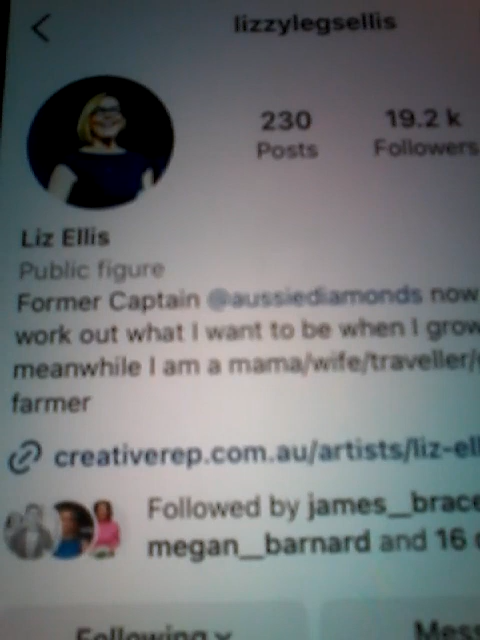 lizzylegsellis
230 19.2 k
Posts Followers
Liz Ellis
Public figure
Former Captain @aussiediamonds now
work out what I want to be when I grow
meanwhile I am a mama/wife/traveller/
farmer
creativerep.com.au/artists/liz-ell
Followed by james__brace
megan__barnard and 16
Following
Mess